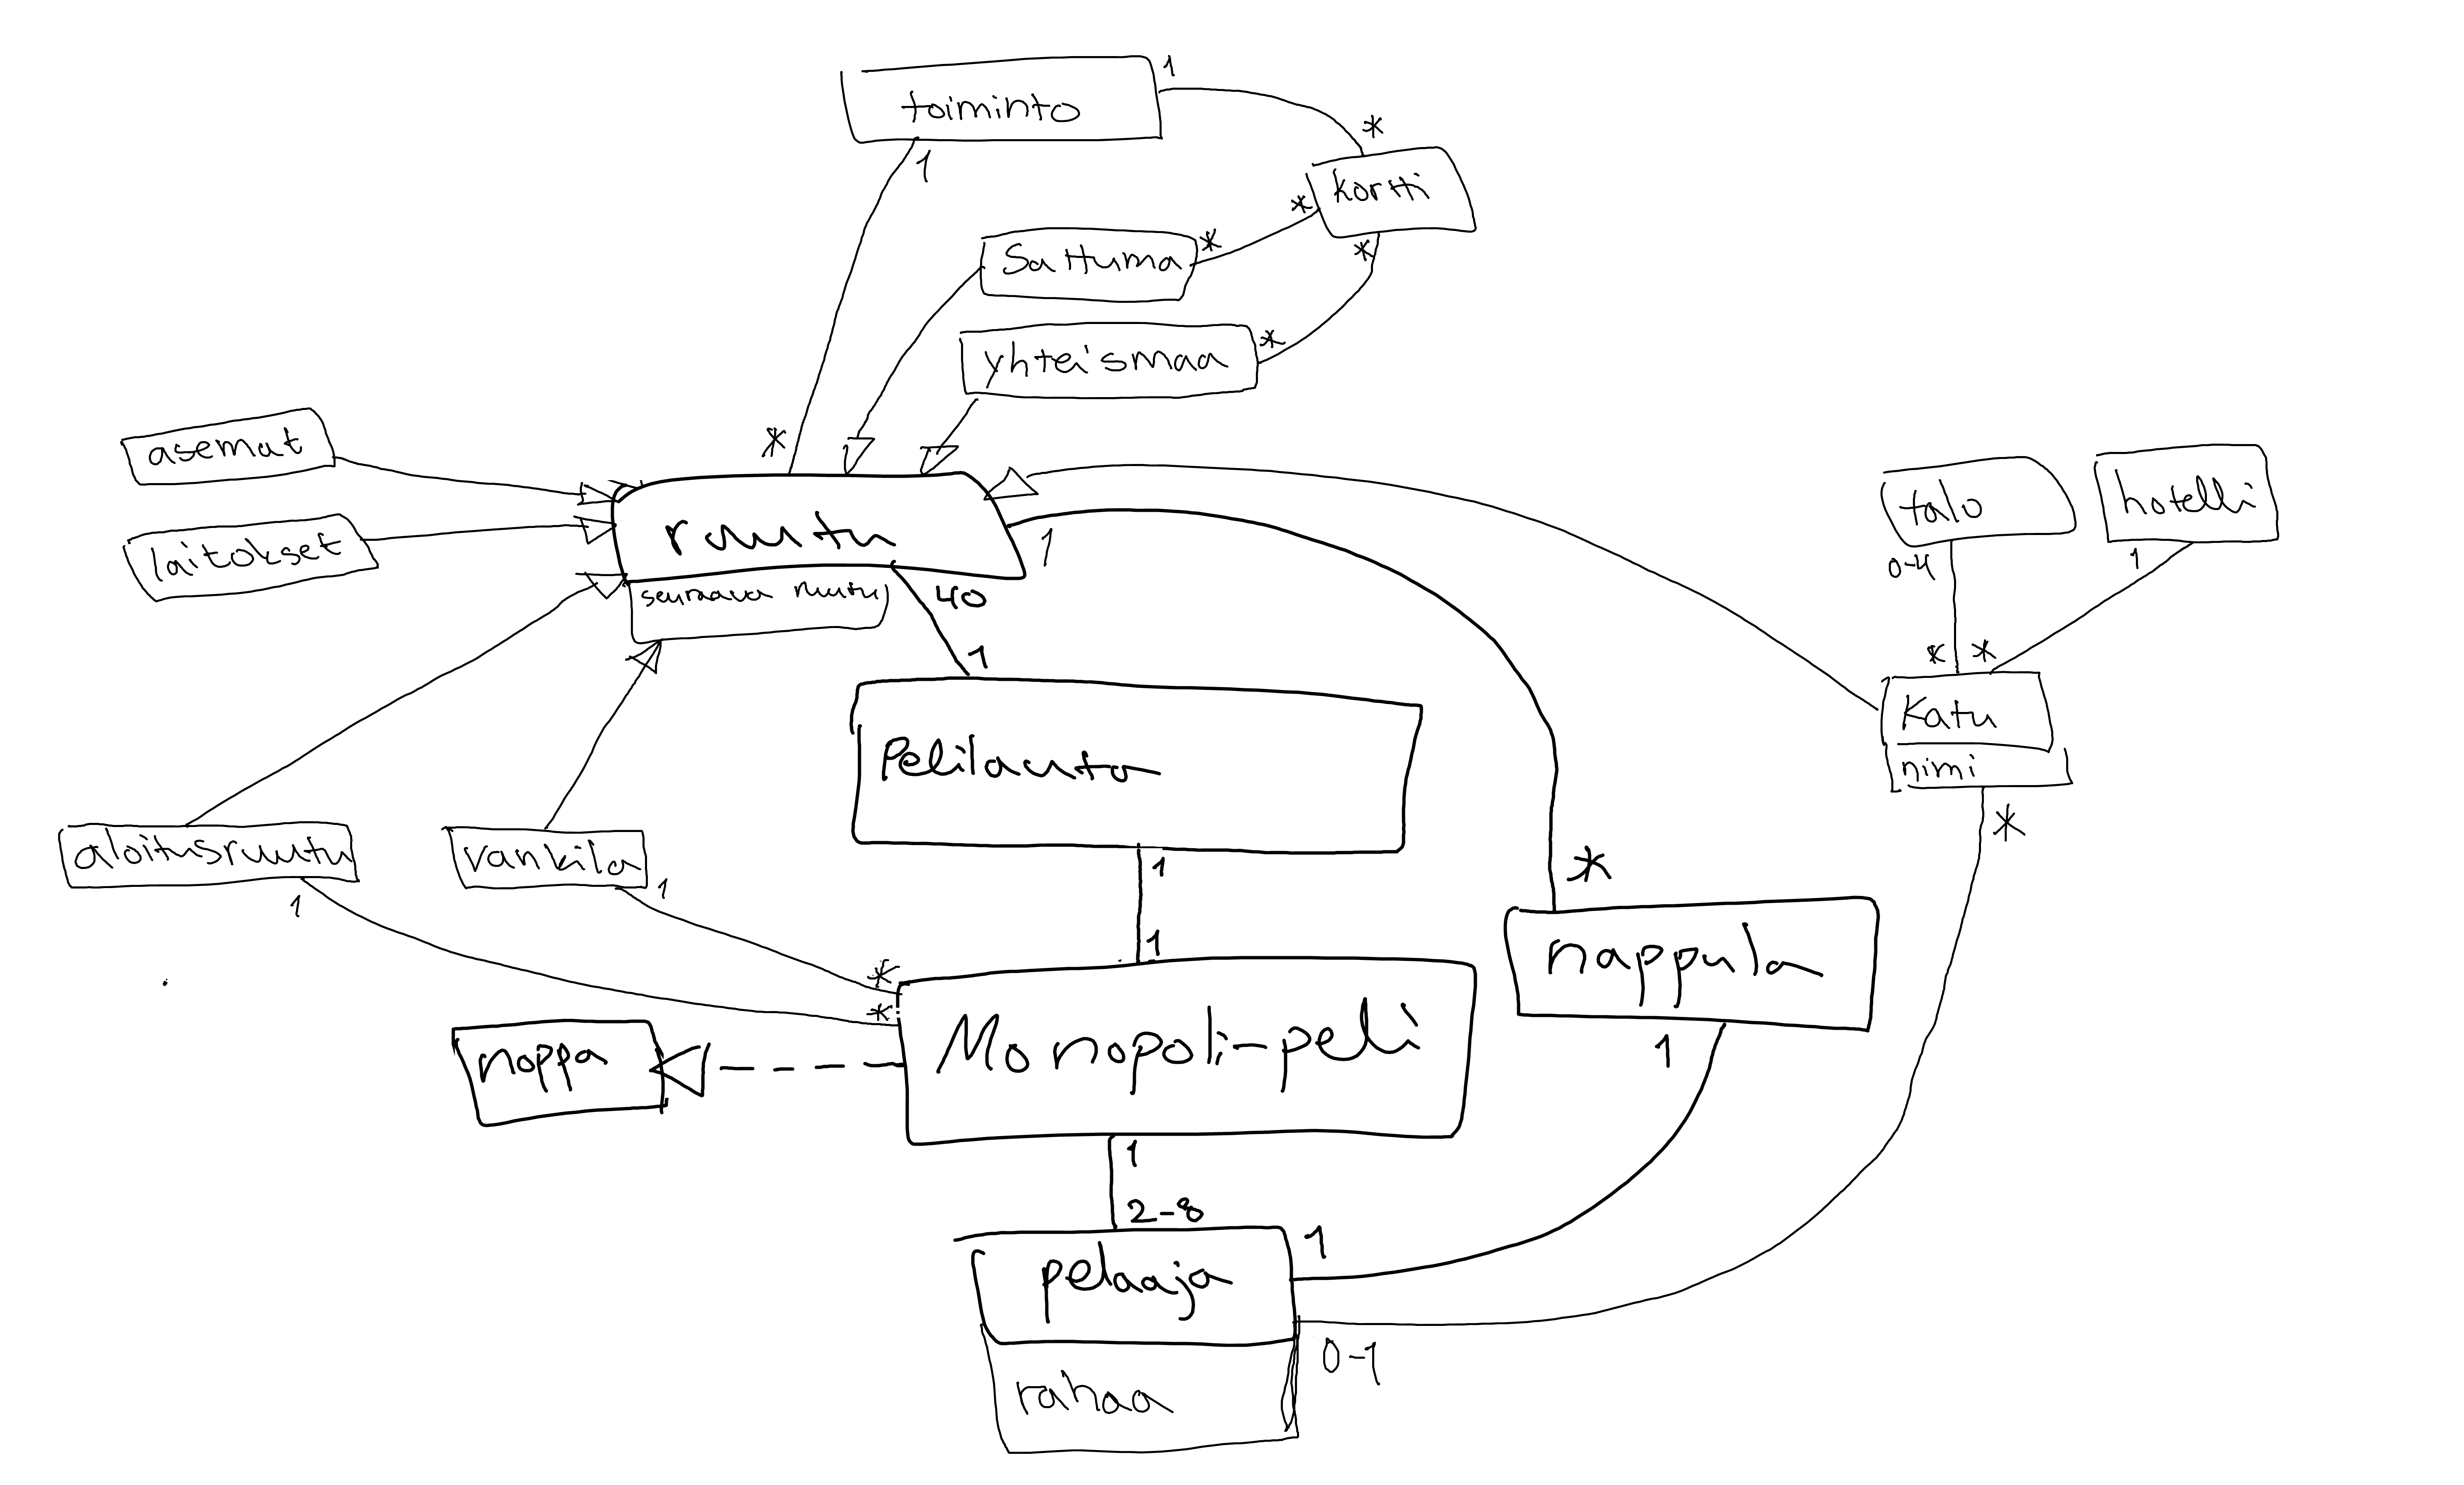 1
toiminto
*
1
kortti
*
*
sattuma
*
yhteismaa
*
asemat
*
talo
hotelli
ruutu
1
laitokset
0-4
1
seuraava ruutu
40
*
*
1
katu
Pelilauta
nimi
*
aloitusruutu
vankila
1
*
1
1
1
nappula
*
*
Monopoli-peli
noppa
1
1
2-8
1
pelaaja
0-1
rahaa